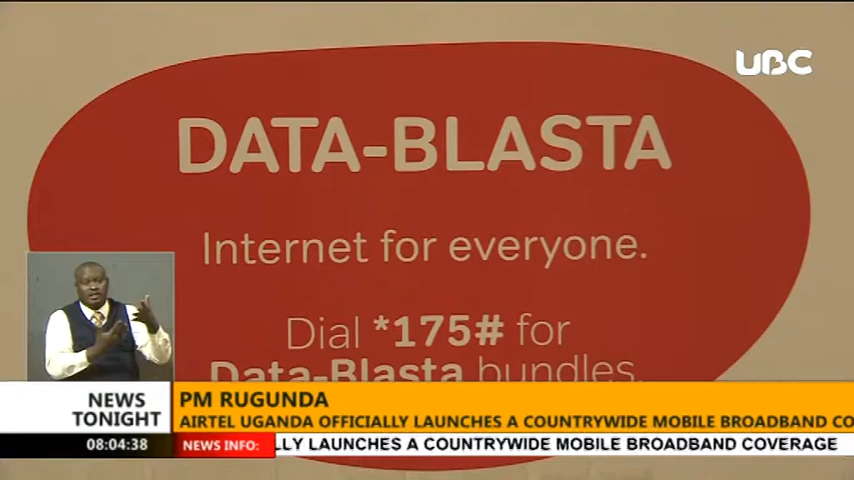 UBC
DATA-BLASTA
Internet for everyone.
Dial *175# for
Data-Blasta bundles.
NEWS
TONIGHT
PM RUGUNDA
AIRTEL UGANDA OFFICIALLY LAUNCHES A COUNTRYWIDE MOBILE BROADBAND CO
08:04:38
NEWS INFO:
LLY LAUNCHES A COUNTRYWIDE MOBILE BROADBAND COVERAGE